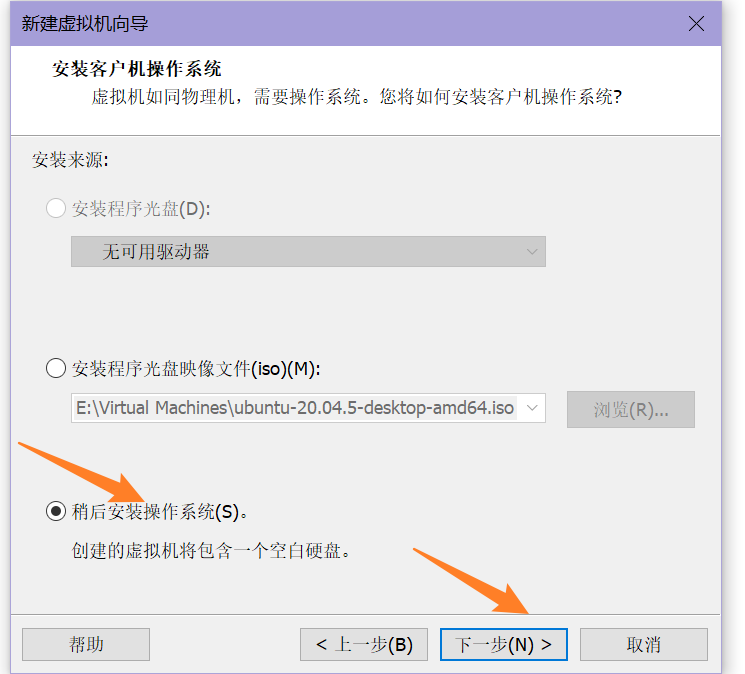 新建虚拟机向导
安装客户机操作系统
虚拟机如同物理机，需要操作系统。您将如何安装客户机操作系统?
安装来源:
安装程序光盘(D):
无可用驱动器
安装程序光盘映像文件(iso)(M):
E:\Virtual Machines\ubuntu-20.04.5-desktop-amd64.iso
浏览(R)...
稍后安装操作系统(S)。
创建的虚拟机将包含一个空白硬盘。
帮助
< 上一步(B)
下一步(N) >
取消